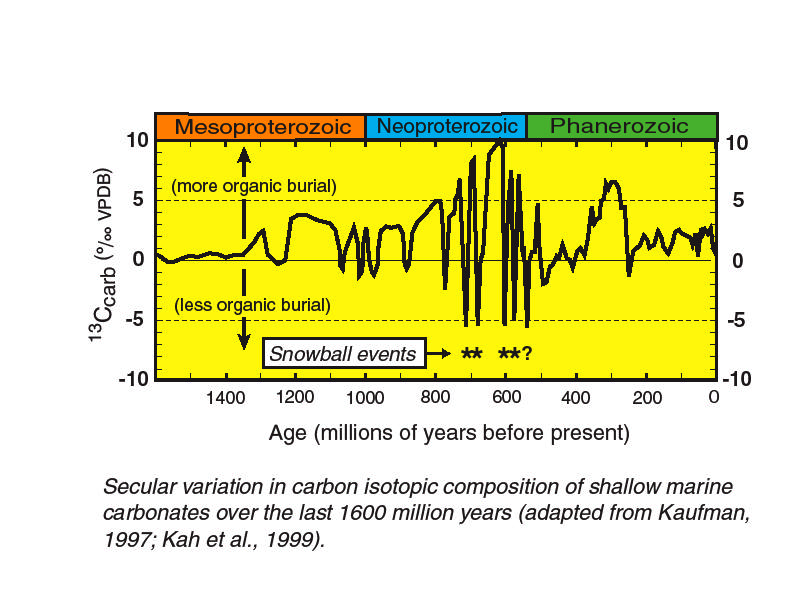 Mesoproterozoic Neoproterozoic Phanerozoic
10 10
(more organic burial)
5 5
0 0
(less organic burial)
-5 -5
Snowball events ** **?
-10 -10
13Ccarb (°/∞ VPDB)
1400 1200 1000 800 600 400 200 0
Age (millions of years before present)
Secular variation in carbon isotopic composition of shallow marine
carbonates over the last 1600 million years (adapted from Kaufman,
1997; Kah et al., 1999).